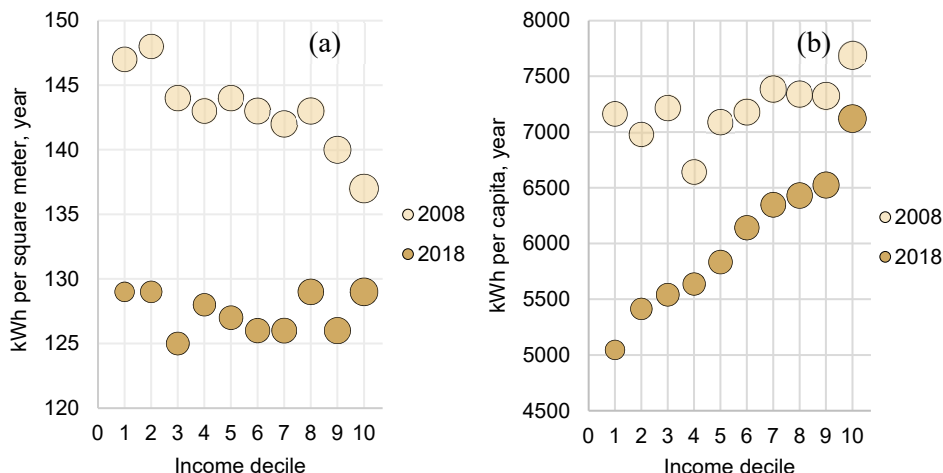 (a)
kWh per square meter, year
150
145
140
135
130
125
120
0 1 2 3 4 5 6 7 8 9 10
Income decile
2008
2018
(b)
kWh per capita, year
8000
7500
7000
6500
6000
5500
5000
4500
0 1 2 3 4 5 6 7 8 9 10
Income decile
2008
2018